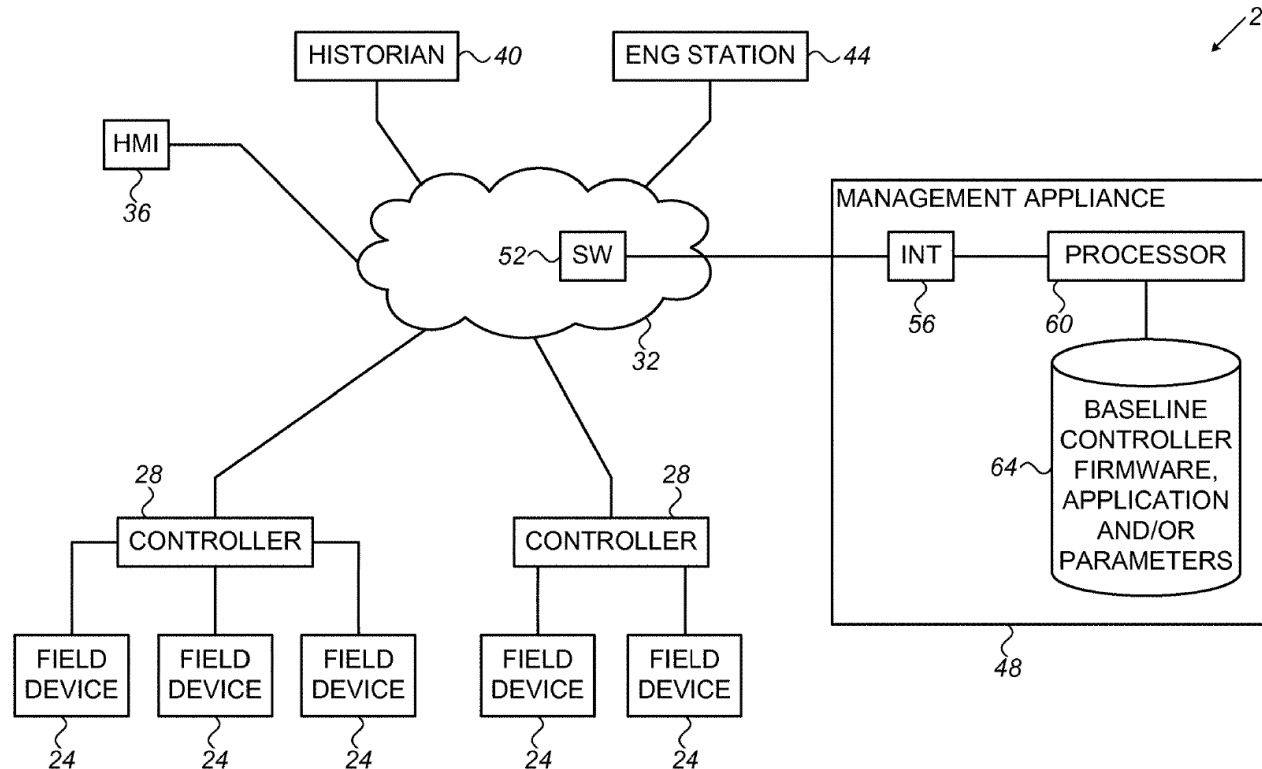 2
HISTORIAN
40
ENG STATION
44
HMI
36
MANAGEMENT APPLIANCE
52
SW
INT
PROCESSOR
56
60
32
BASELINE
CONTROLLER
FIRMWARE,
APPLICATION
AND/OR
PARAMETERS
64
28
28
CONTROLLER
CONTROLLER
FIELD
DEVICE
FIELD
DEVICE
FIELD
DEVICE
FIELD
DEVICE
FIELD
DEVICE
48
24
24
24
24
24